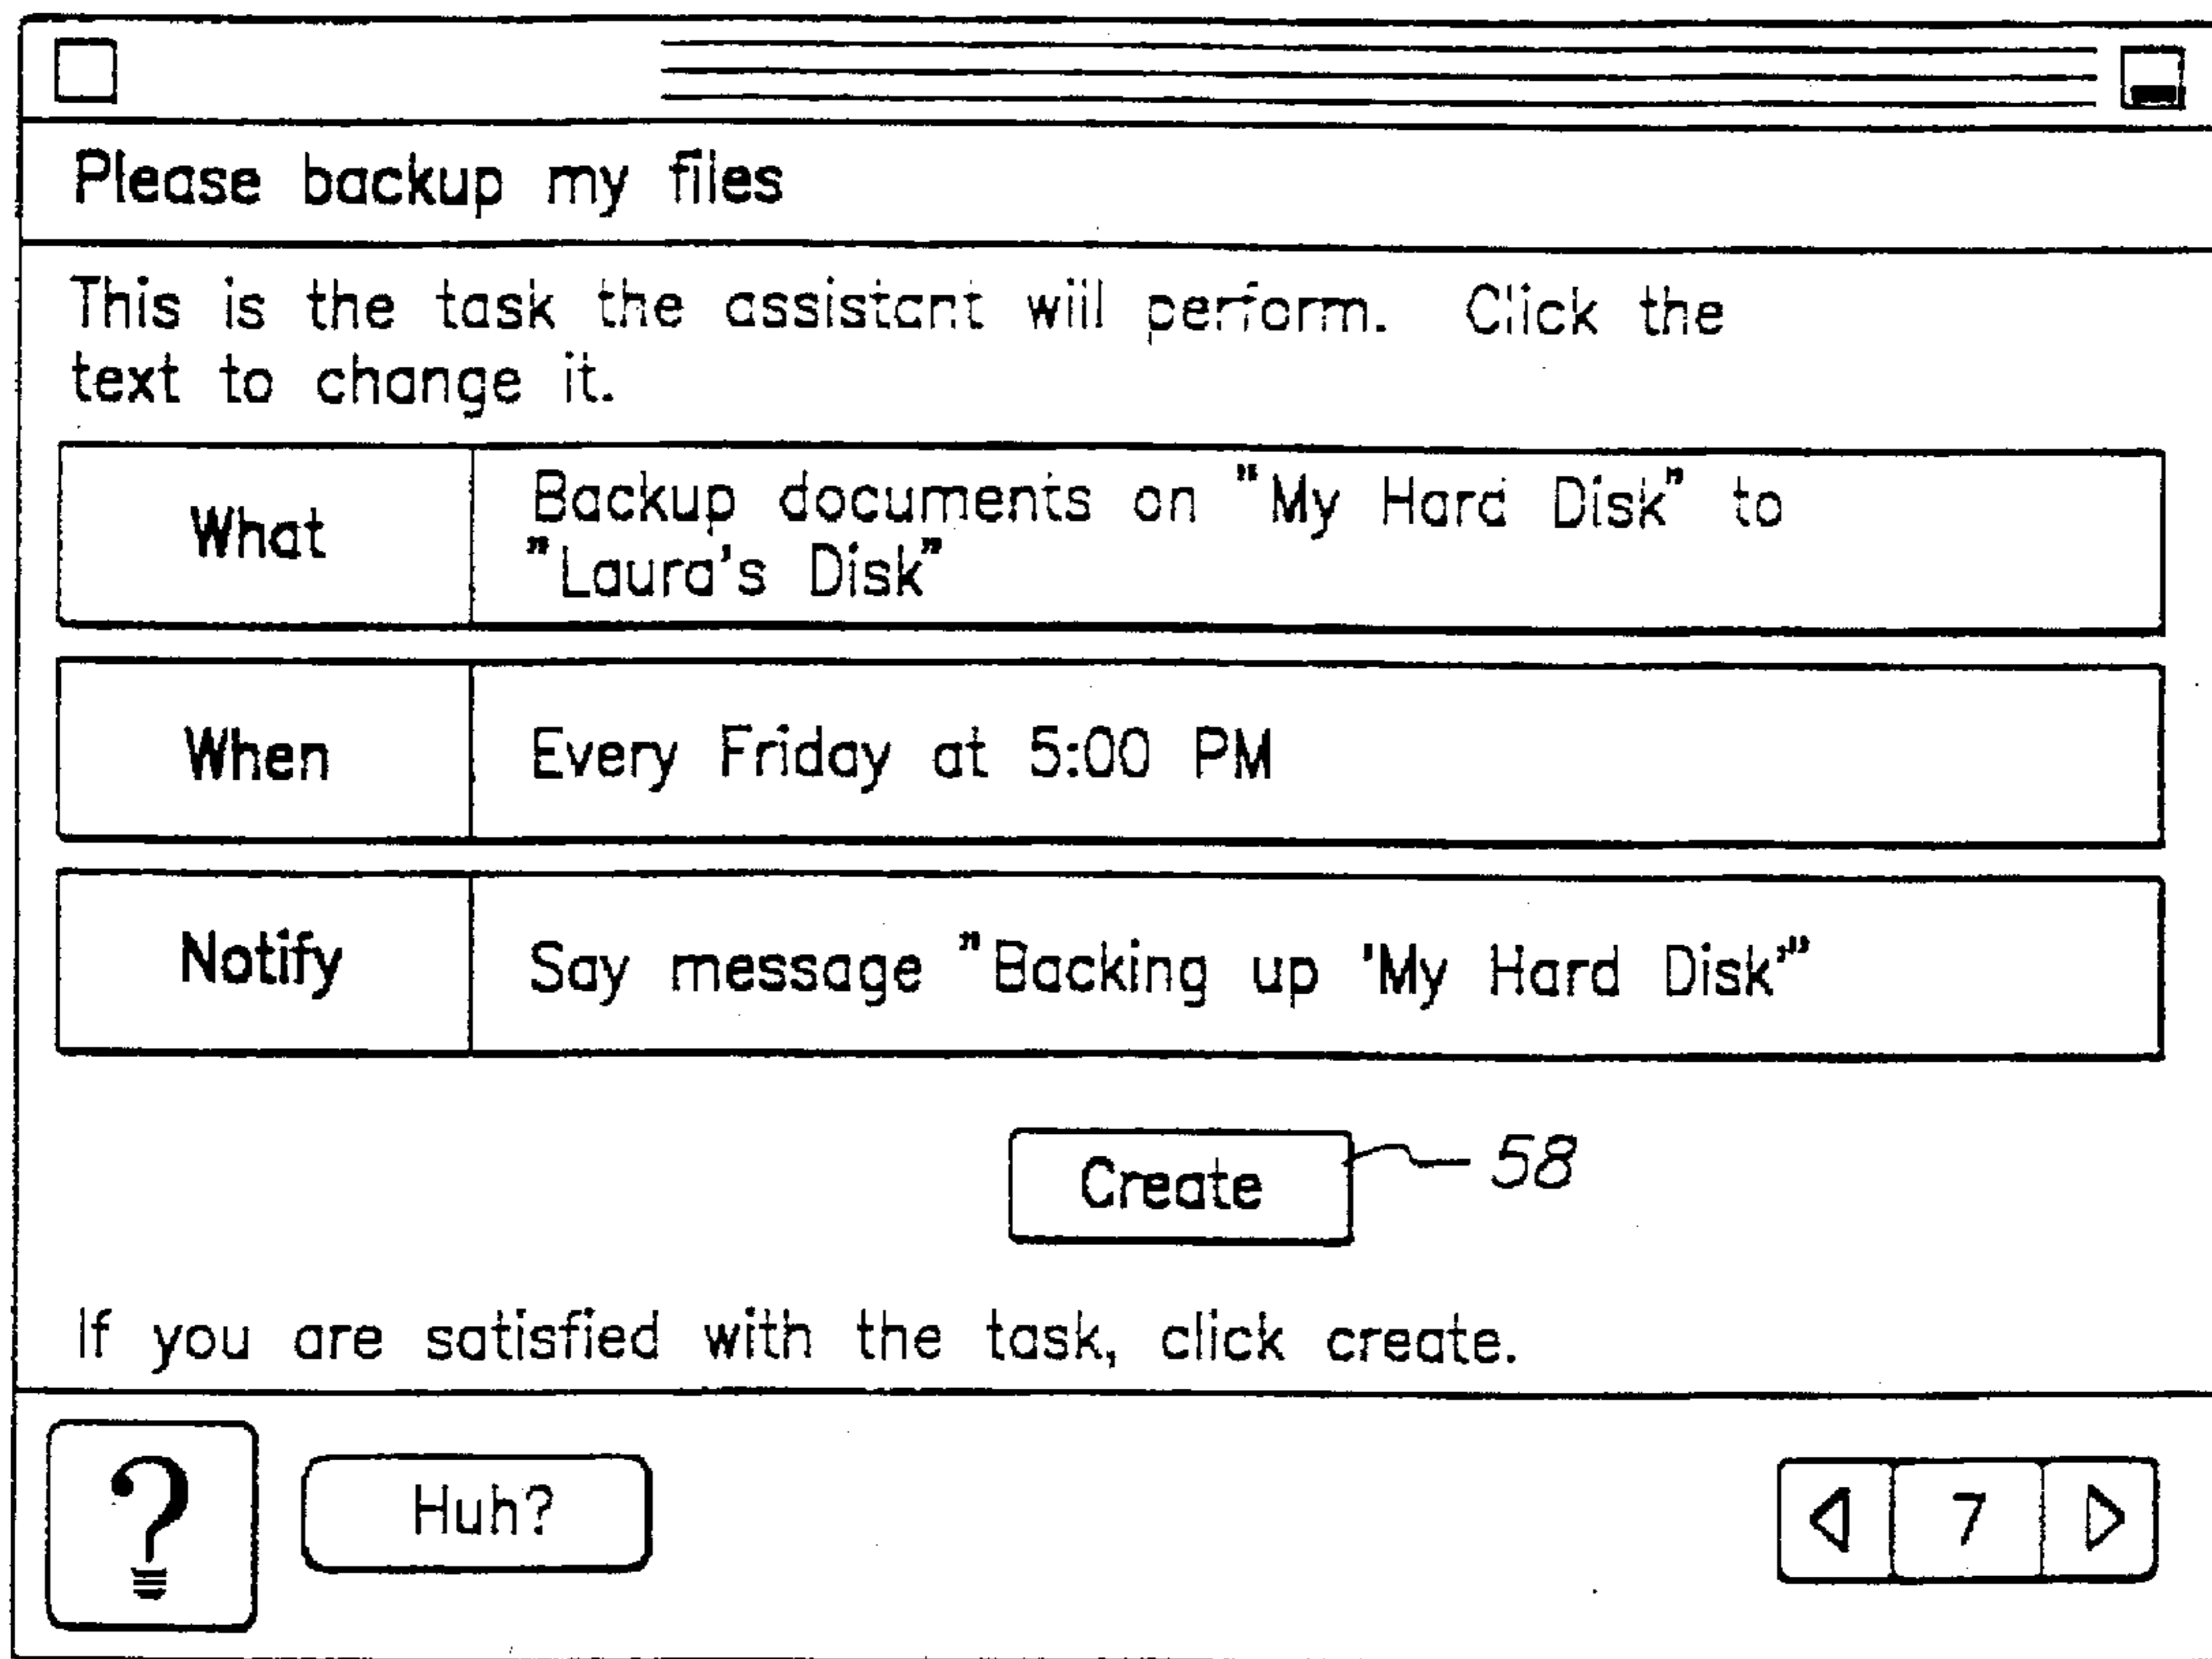 Please backup my files
This is the task the assistant will perform. Click the
text to change it.
What
Backup documents on "My Hard Disk" to
"Laura's Disk"
When
Every Friday at 5:00 PM
Notify
Say message "Backing up 'My Hard Disk'"
Create
58
If you are satisfied with the task, click create.
?
Huh?
7